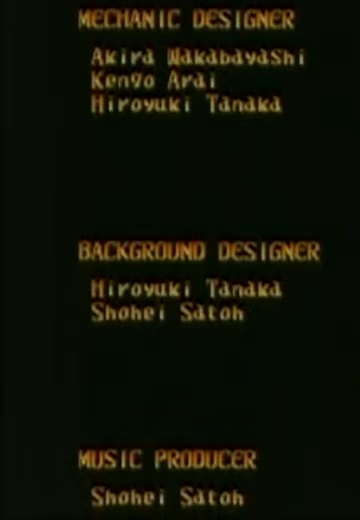 MECHANIC DESIGNER
Akira Wakabayashi
Kengo Arai
Hiroyuki Tanaka
BACKGROUND DESIGNER
Hiroyuki Tanaka
Shohei Satoh
MUSIC PRODUCER
Shohei Satoh